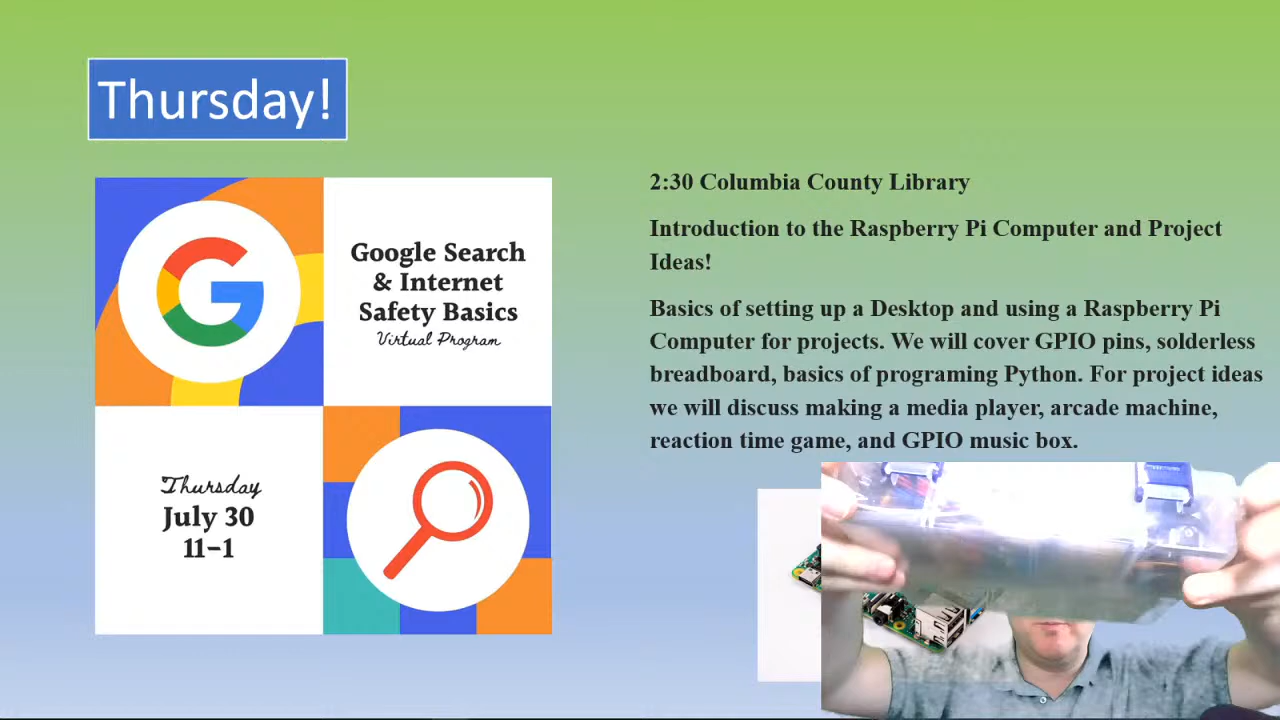 Thursday!
Google Search
& Internet
Safety Basics
Virtual Program
Thursday
July 30
11-1
2:30 Columbia County Library
Introduction to the Raspberry Pi Computer and Project
Ideas!
Basics of setting up a Desktop and using a Raspberry Pi
Computer for projects. We will cover GPIO pins, solderless
breadboard, basics of programing Python. For project ideas
we will discuss making a media player, arcade machine,
reaction time game, and GPIO music box.